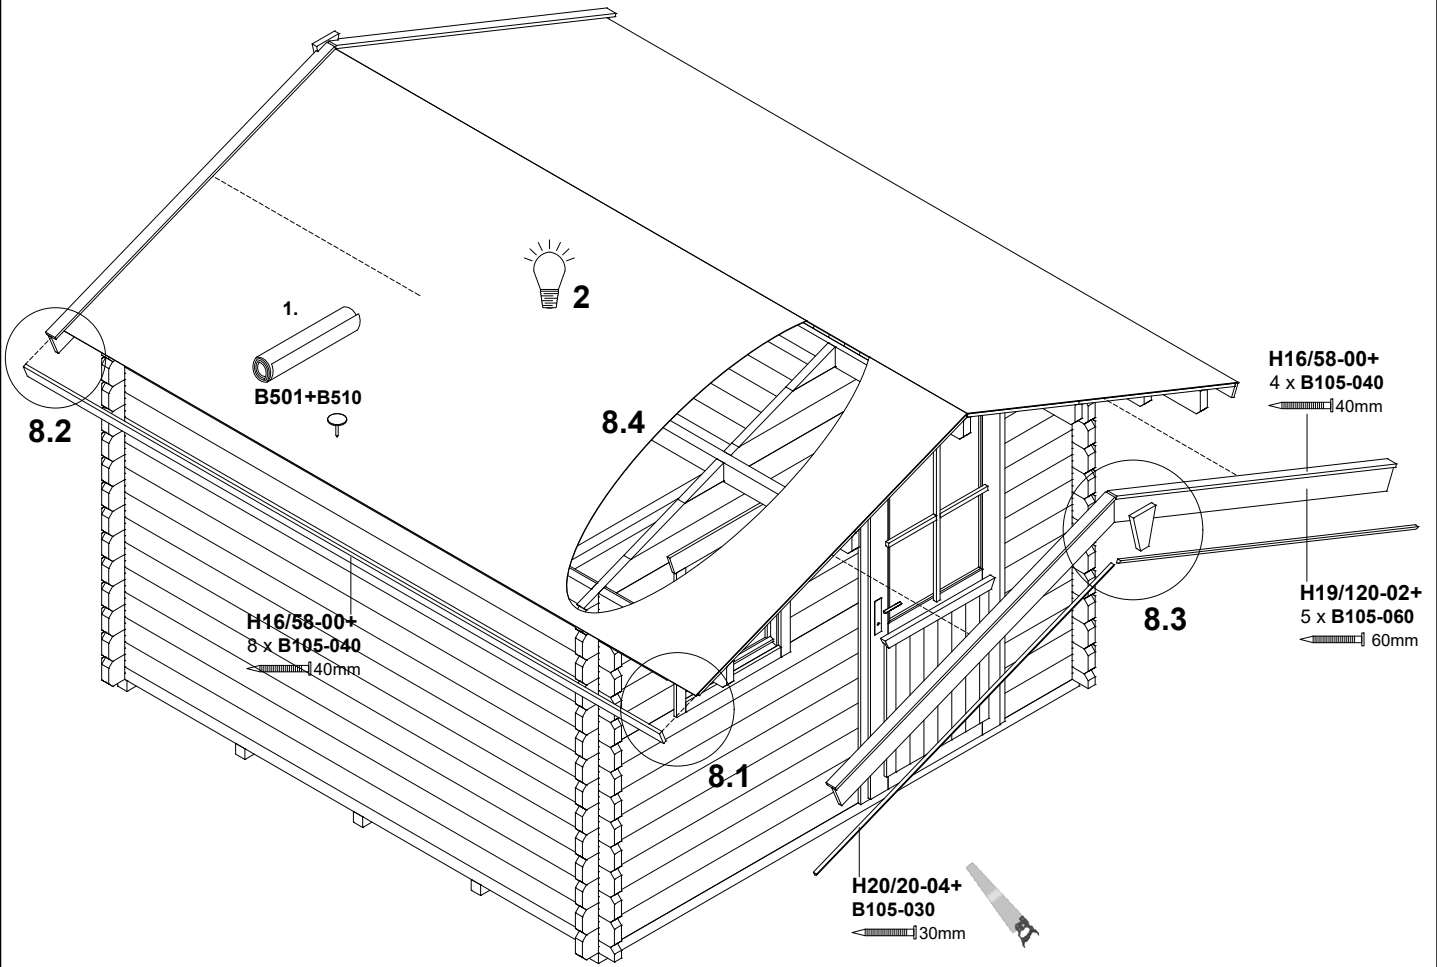 1.
B501+B510
2
8.2
8.4
H16/58-00+
4 x B105-040
40mm
H16/58-00+
8 x B105-040
40mm
8.3
H19/120-02+
5 x B105-060
60mm
8.1
H20/20-04+
B105-030
30mm